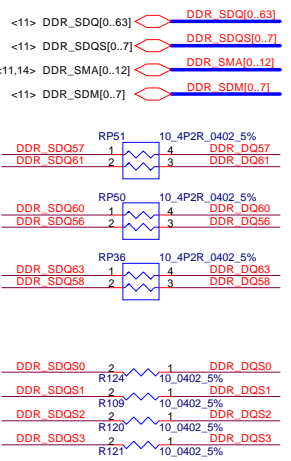 <11> DDR_SDQ[0..63] DDR_SDQ[0..63]
<11> DDR_SDQS[0..7] DDR_SDQS[0..7]
<11,14> DDR_SMA[0..12] DDR_SMA[0..12]
<11> DDR_SDM[0..7] DDR_SDM[0..7]
RP51 10_4P2R_0402_5%
DDR_SDQ57 1 4 DDR_DQ57
DDR_SDQ61 2 3 DDR_DQ61
RP50 10_4P2R_0402_5%
DDR_SDQ60 1 4 DDR_DQ60
DDR_SDQ56 2 3 DDR_DQ56
RP36 10_4P2R_0402_5%
DDR_SDQ63 1 4 DDR_DQ63
DDR_SDQ58 2 3 DDR_DQ58
DDR_SDQS0 2 1 DDR_DQS0
R124 10_0402_5%
DDR_SDQS1 2 1 DDR_DQS1
R109 10_0402_5%
DDR_SDQS2 2 1 DDR_DQS2
R120 10_0402_5%
DDR_SDQS3 2 1 DDR_DQS3
R121 10_0402_5%